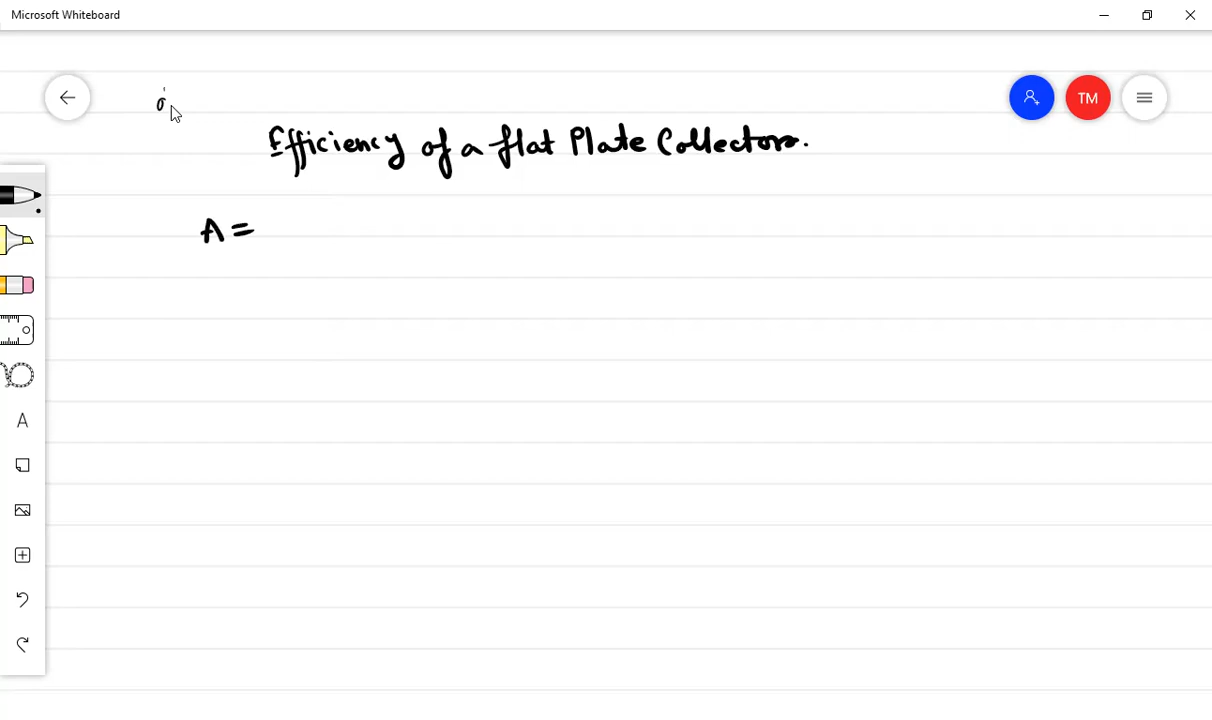 Microsoft Whiteboard
TM
Efficiency of a flat Plate Collectors.
A =
A